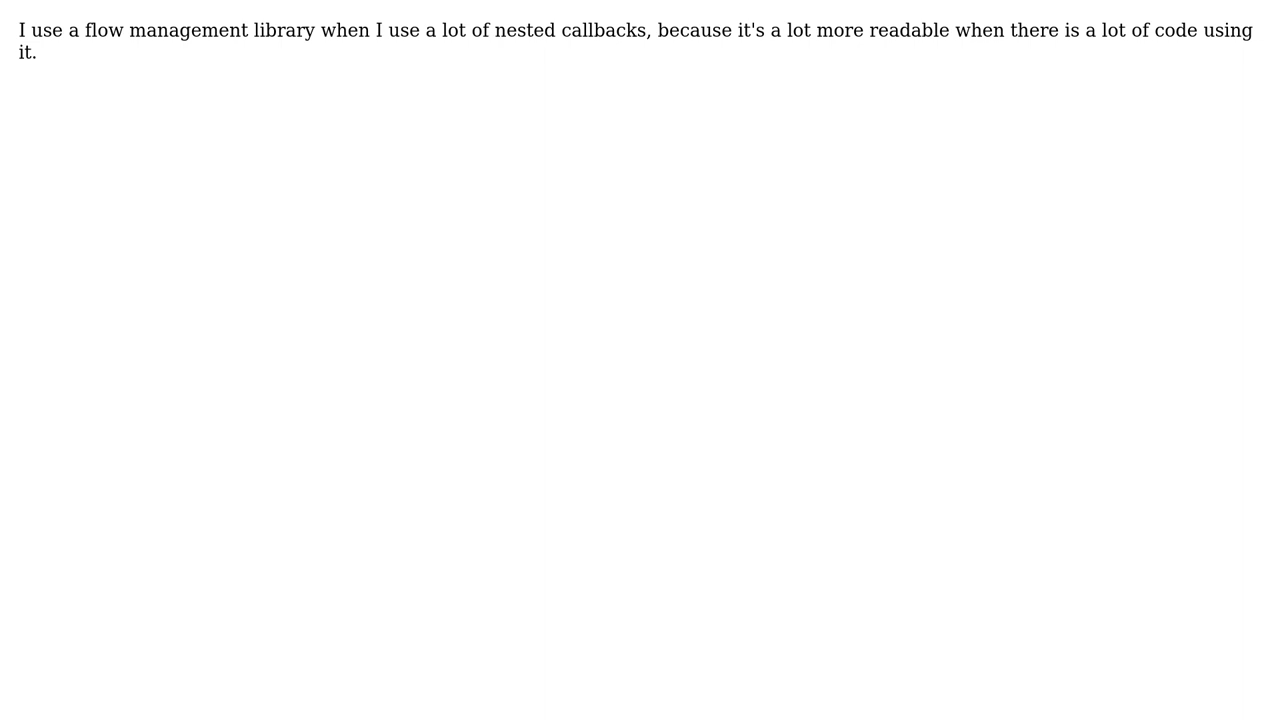 I use a flow management library when I use a lot of nested callbacks, because it's a lot more readable when there is a lot of code using
it.